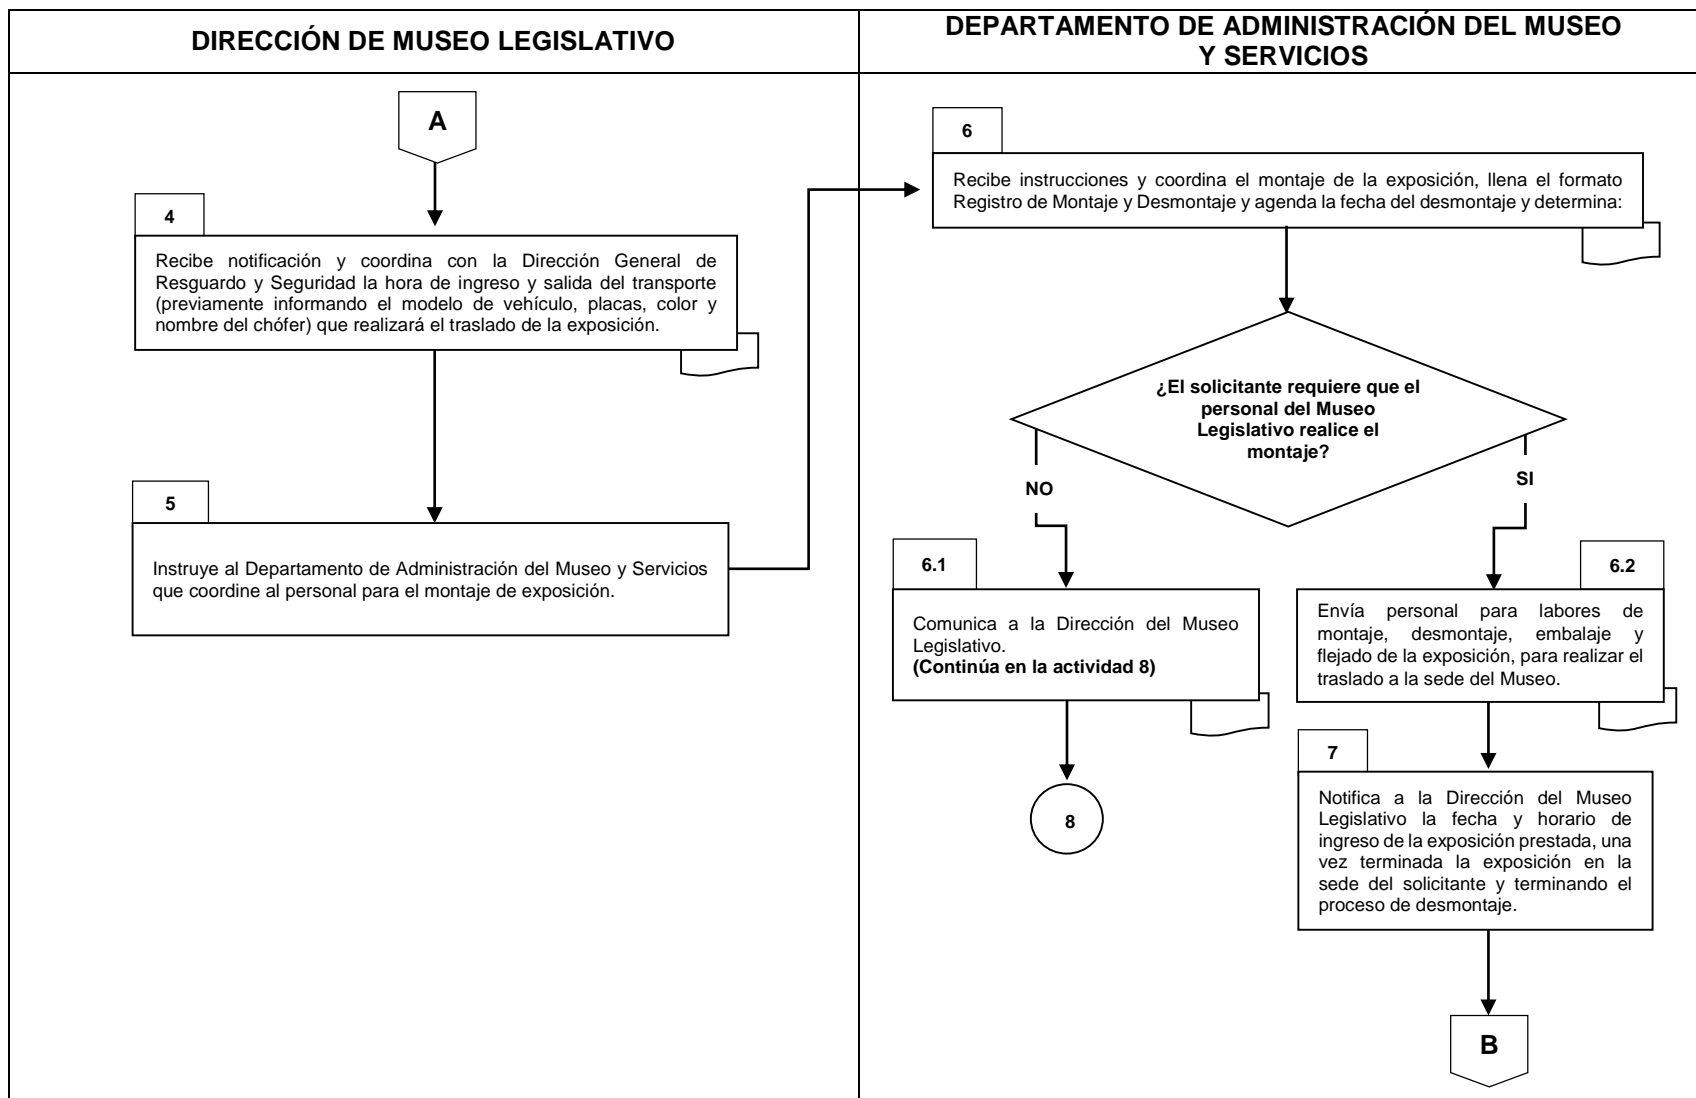 DIRECCIÓN DE MUSEO LEGISLATIVO
DEPARTAMENTO DE ADMINISTRACIÓN DEL MUSEO
Y SERVICIOS
A
4
Recibe notificación y coordina con la Dirección General de
Resguardo y Seguridad la hora de ingreso y salida del transporte
(previamente informando el modelo de vehículo, placas, color y
nombre del chófer) que realizará el traslado de la exposición.
5
Instruye al Departamento de Administración del Museo y Servicios
que coordine al personal para el montaje de exposición.
6
Recibe instrucciones y coordina el montaje de la exposición, llena el formato
Registro de Montaje y Desmontaje y agenda la fecha del desmontaje y determina:
¿El solicitante requiere que el
personal del Museo
Legislativo realice el
montaje?
NO
SI
6.1
Comunica a la Dirección del Museo
Legislativo.
(Continúa en la actividad 8)
8
6.2
Envía personal para labores de
montaje, desmontaje, embalaje y
flejado de la exposición, para realizar el
traslado a la sede del Museo.
7
Notifica a la Dirección del Museo
Legislativo la fecha y horario de
ingreso de la exposición prestada, una
vez terminada la exposición en la
sede del solicitante y terminando el
proceso de desmontaje.
B